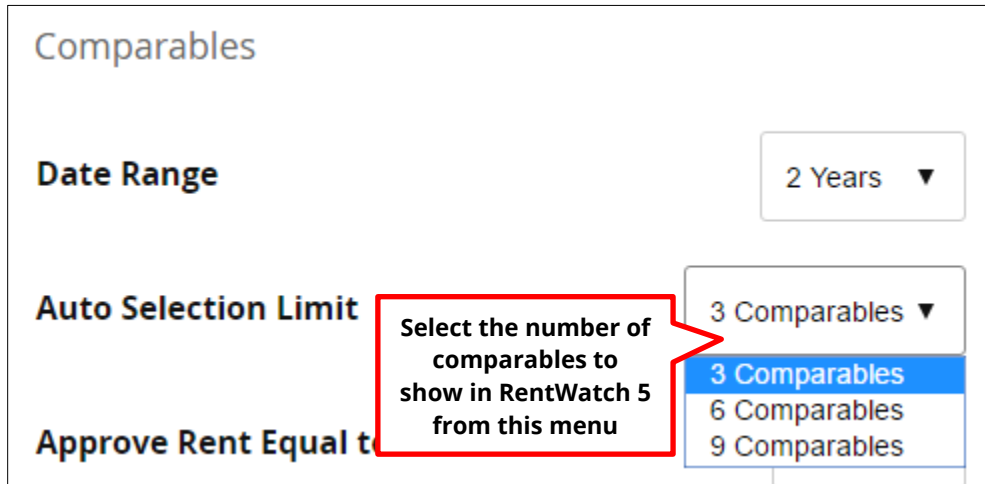 Comparables
Date Range
2 Years ▼
Auto Selection Limit
3 Comparables ▼
Select the number of
comparables to
show in RentWatch 5
from this menu
3 Comparables
6 Comparables
9 Comparables
Approve Rent Equal t